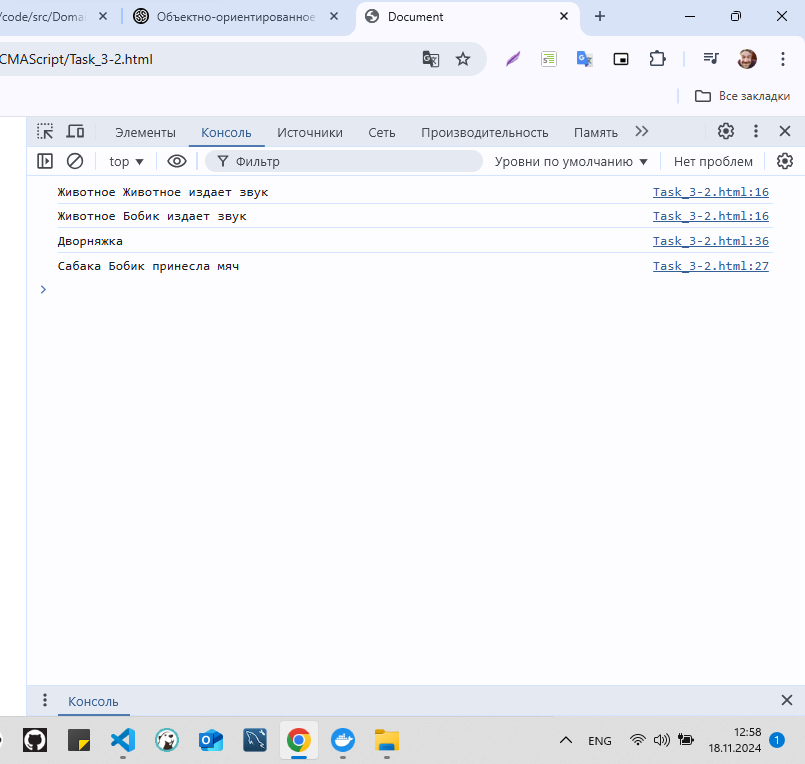 /code/src/Domai
Объектно-ориентированное
Document
CMAScript/Task_3-2.html
Все закладки
Элементы Консоль Источники Сеть Производительность Память
top Фильтр Уровни по умолчанию Нет проблем
Животное Животное издает звук Task_3-2.html:16
Животное Бобик издает звук Task_3-2.html:16
Дворняжка Task_3-2.html:36
Сабака Бобик принесла мяч Task_3-2.html:27
Консоль
ENG
12:58
18.11.2024
1